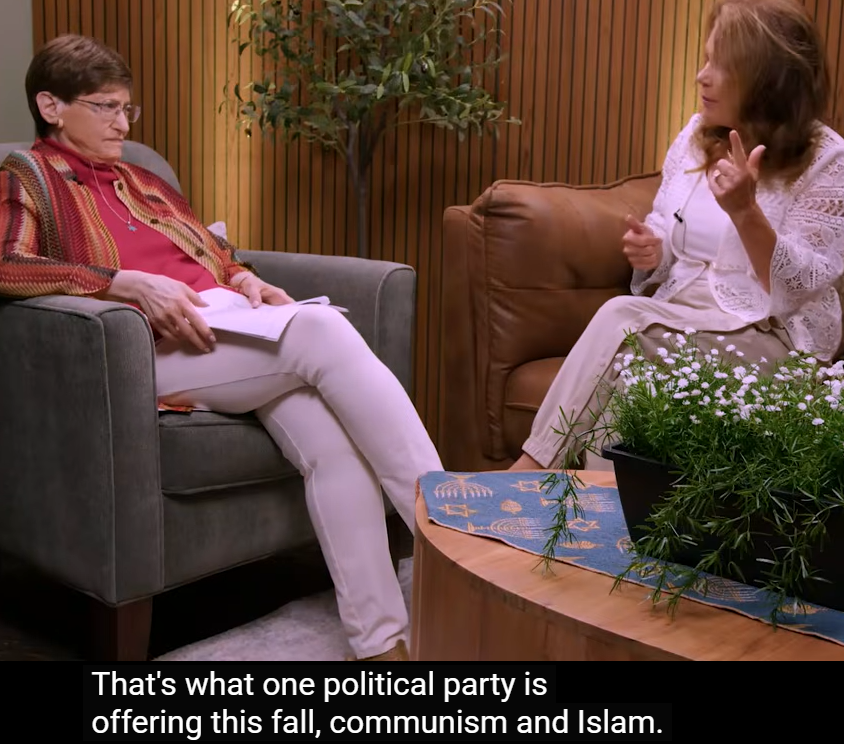 That's what one political party is
offering this fall, communism and Islam.